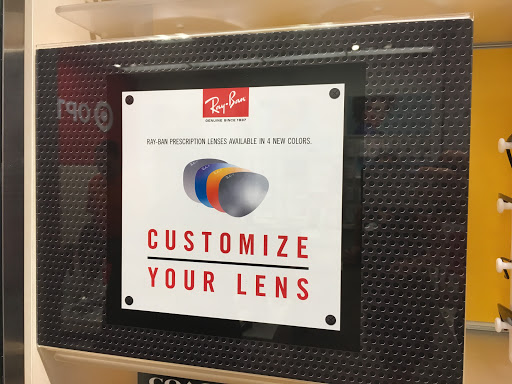 Ray-Ban
GENUINE SINCE 1937
RAY-BAN PRESCRIPTION LENSES AVAILABLE IN 4 NEW COLORS.
CUSTOMIZE
YOUR LENS